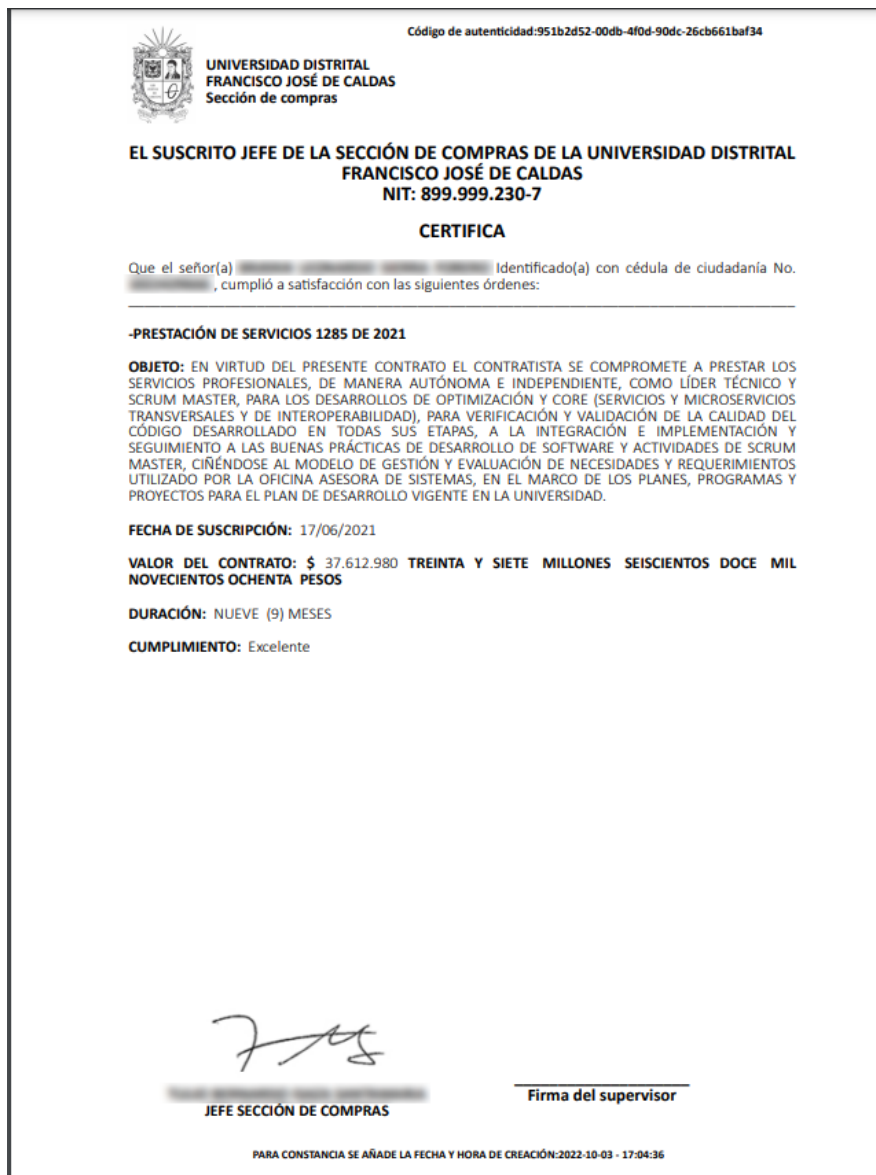 Código de autenticidad:951b2d52-00db-4f0d-90dc-26cb661baf34
UNIVERSIDAD DISTRITAL
FRANCISCO JOSÉ DE CALDAS
Sección de compras
EL SUSCRITO JEFE DE LA SECCIÓN DE COMPRAS DE LA UNIVERSIDAD DISTRITAL
FRANCISCO JOSÉ DE CALDAS
NIT: 899.999.230-7
CERTIFICA
Que el señor(a) Identificado(a) con cédula de ciudadanía No.
, cumplió a satisfacción con las siguientes órdenes:
-PRESTACIÓN DE SERVICIOS 1285 DE 2021
OBJETO: EN VIRTUD DEL PRESENTE CONTRATO EL CONTRATISTA SE COMPROMETE A PRESTAR LOS
SERVICIOS PROFESIONALES, DE MANERA AUTÓNOMA E INDEPENDIENTE, COMO LÍDER TÉCNICO Y
SCRUM MASTER, PARA LOS DESARROLLOS DE OPTIMIZACIÓN Y CORE (SERVICIOS Y MICROSERVICIOS
TRANSVERSALES Y DE INTEROPERABILIDAD), PARA VERIFICACIÓN Y VALIDACIÓN DE LA CALIDAD DEL
CÓDIGO DESARROLLADO EN TODAS SUS ETAPAS, A LA INTEGRACIÓN E IMPLEMENTACIÓN Y
SEGUIMIENTO A LAS BUENAS PRÁCTICAS DE DESARROLLO DE SOFTWARE Y ACTIVIDADES DE SCRUM
MASTER, CIÑÉNDOSE AL MODELO DE GESTIÓN Y EVALUACIÓN DE NECESIDADES Y REQUERIMIENTOS
UTILIZADO POR LA OFICINA ASESORA DE SISTEMAS, EN EL MARCO DE LOS PLANES, PROGRAMAS Y
PROYECTOS PARA EL PLAN DE DESARROLLO VIGENTE EN LA UNIVERSIDAD.
FECHA DE SUSCRIPCIÓN: 17/06/2021
VALOR DEL CONTRATO: $ 37.612.980 TREINTA Y SIETE MILLONES SEISCIENTOS DOCE MIL
NOVECIENTOS OCHENTA PESOS
DURACIÓN: NUEVE (9) MESES
CUMPLIMIENTO: Excelente
JEFE SECCIÓN DE COMPRAS
Firma del supervisor
PARA CONSTANCIA SE AÑADE LA FECHA Y HORA DE CREACIÓN:2022-10-03 - 17:04:36